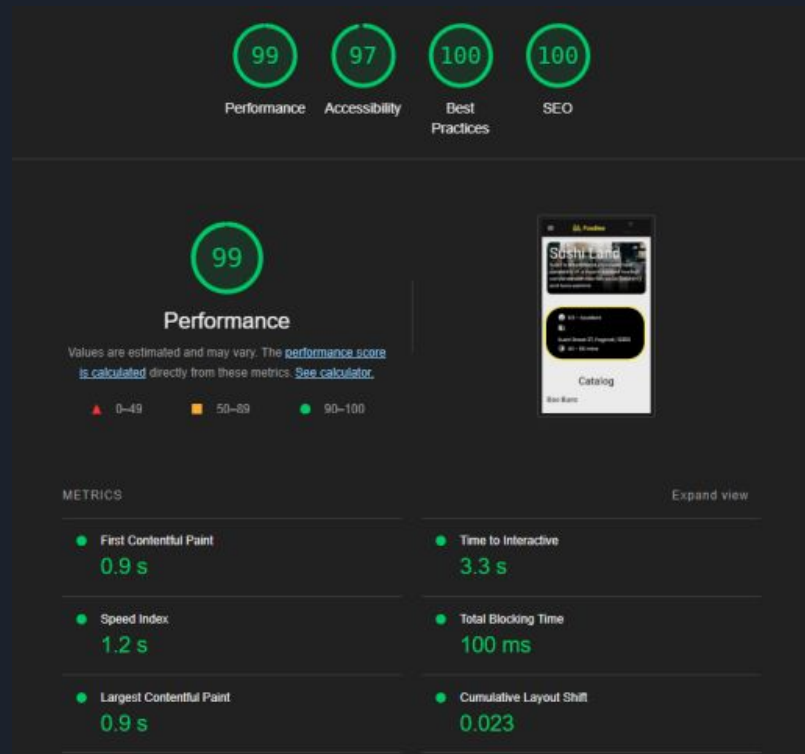 99
97
100
100
Performance
Accessibility
Best
Practices
SEO
99
Performance
Values are estimated and may vary. The performance score
is calculated directly from these metrics. See calculator.
0–49
50–89
90–100
Sushi Land
Catalog
METRICS
Expand view
First Contentful Paint
0.9 s
Time to Interactive
3.3 s
Speed Index
1.2 s
Total Blocking Time
100 ms
Largest Contentful Paint
0.9 s
Cumulative Layout Shift
0.023